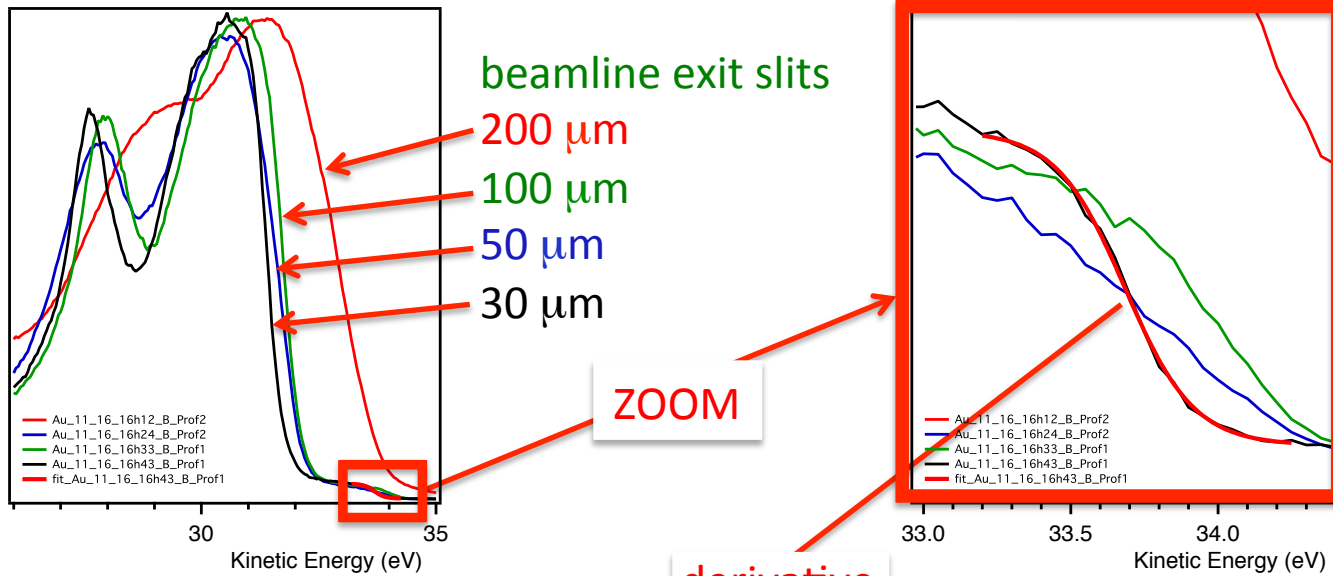 beamline exit slits
200 μm
100 μm
50 μm
30 μm
ZOOM
Au_11_16_16h12_B_Prof2
Au_11_16_16h24_B_Prof2
Au_11_16_16h33_B_Prof1
Au_11_16_16h43_B_Prof1
fit_Au_11_16_16h43_B_Prof1
30
35
Kinetic Energy (eV)
Au_11_16_16h12_B_Prof2
Au_11_16_16h24_B_Prof2
Au_11_16_16h33_B_Prof1
Au_11_16_16h43_B_Prof1
fit_Au_11_16_16h43_B_Prof1
33.0
33.5
34.0
Kinetic Energy (eV)
derivative